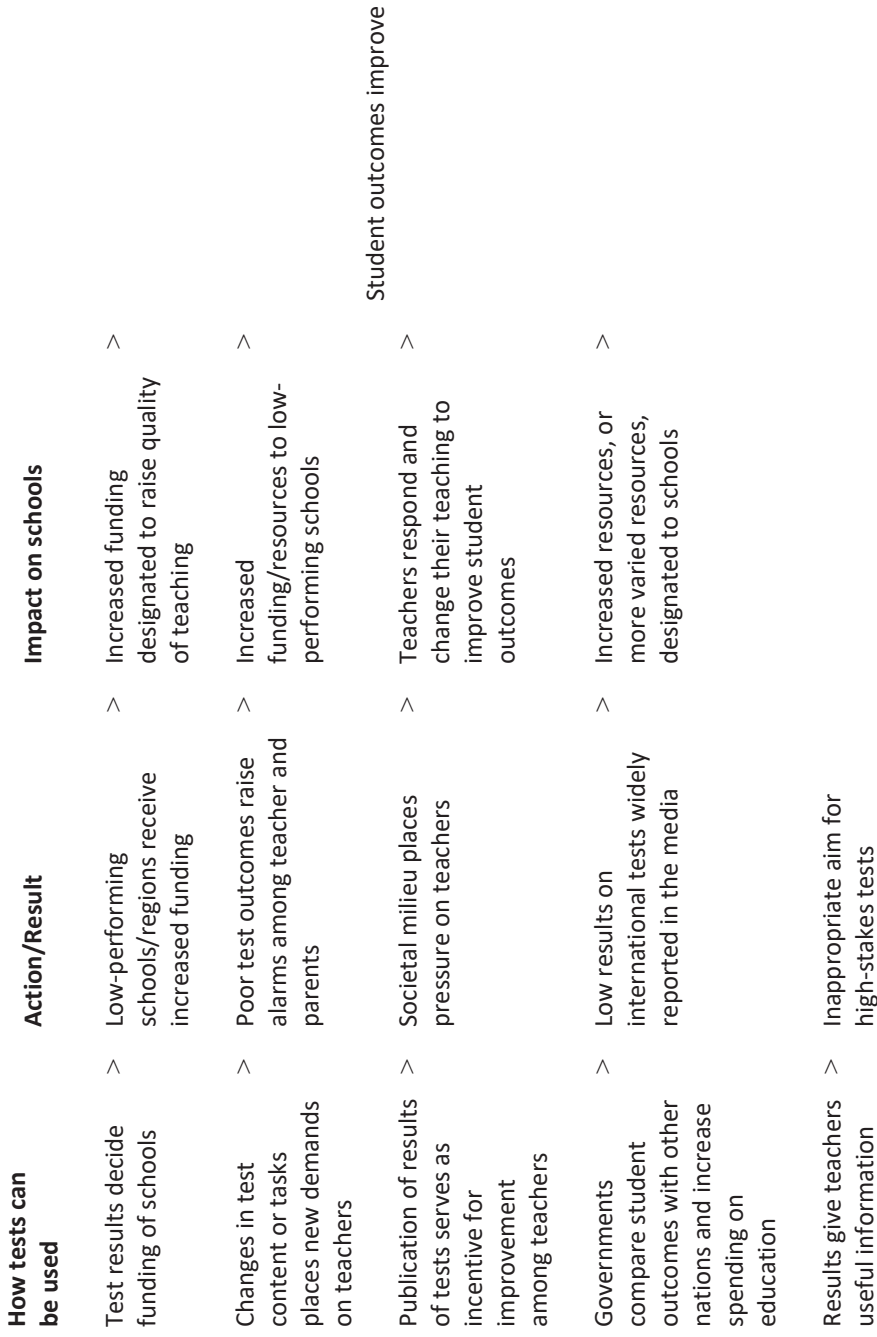 How tests can
be used
Action/Result
Impact on schools
Test results decide
funding of schools
>
Low-performing
schools/regions receive
increased funding
>
Increased funding
designated to raise quality
of teaching
>
Changes in test
content or tasks
places new demands
on teachers
>
Poor test outcomes raise
alarms among teacher and
parents
>
Increased
funding/resources to low-
performing schools
>
Publication of results
of tests serves as
incentive for
improvement
among teachers
>
Societal milieu places
pressure on teachers
>
Teachers respond and
change their teaching to
improve student
outcomes
>
Student outcomes improve
Governments
compare student
outcomes with other
nations and increase
spending on
education
>
Low results on
international tests widely
reported in the media
>
Increased resources, or
more varied resources,
designated to schools
>
Results give teachers
useful information
>
Inappropriate aim for
high-stakes tests